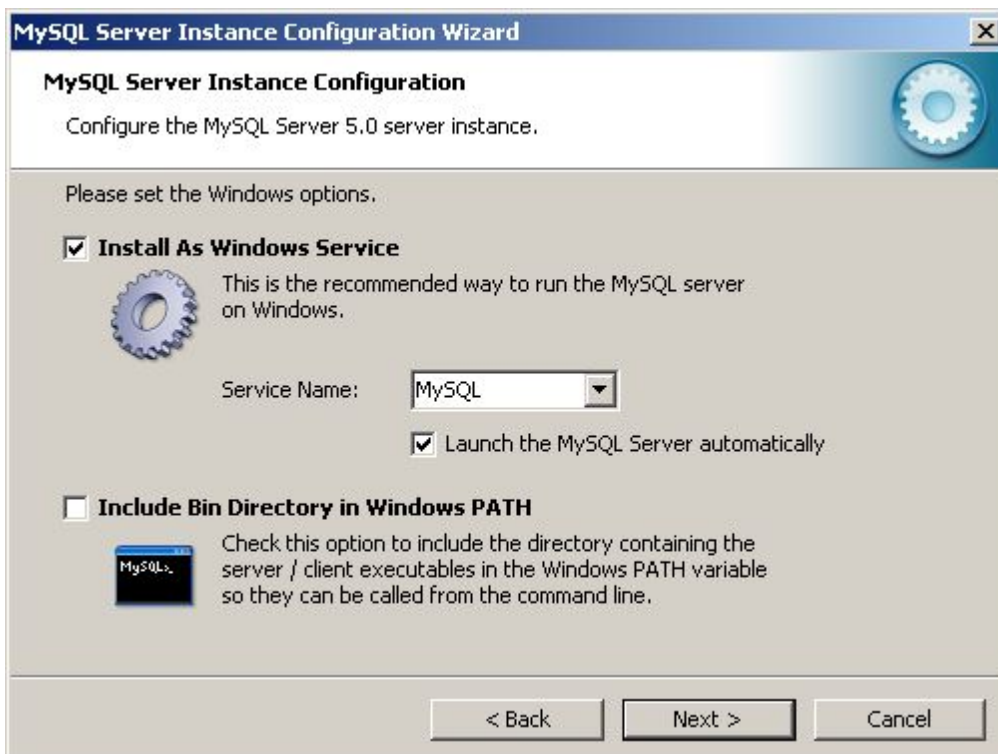 MySQL Server Instance Configuration Wizard
MySQL Server Instance Configuration
Configure the MySQL Server 5.0 server instance.
Please set the Windows options.
Install As Windows Service
This is the recommended way to run the MySQL server
on Windows.
Service Name: MySQL
Launch the MySQL Server automatically
Include Bin Directory in Windows PATH
Check this option to include the directory containing the
server / client executables in the Windows PATH variable
so they can be called from the command line.
MySQL>_
< Back Next > Cancel